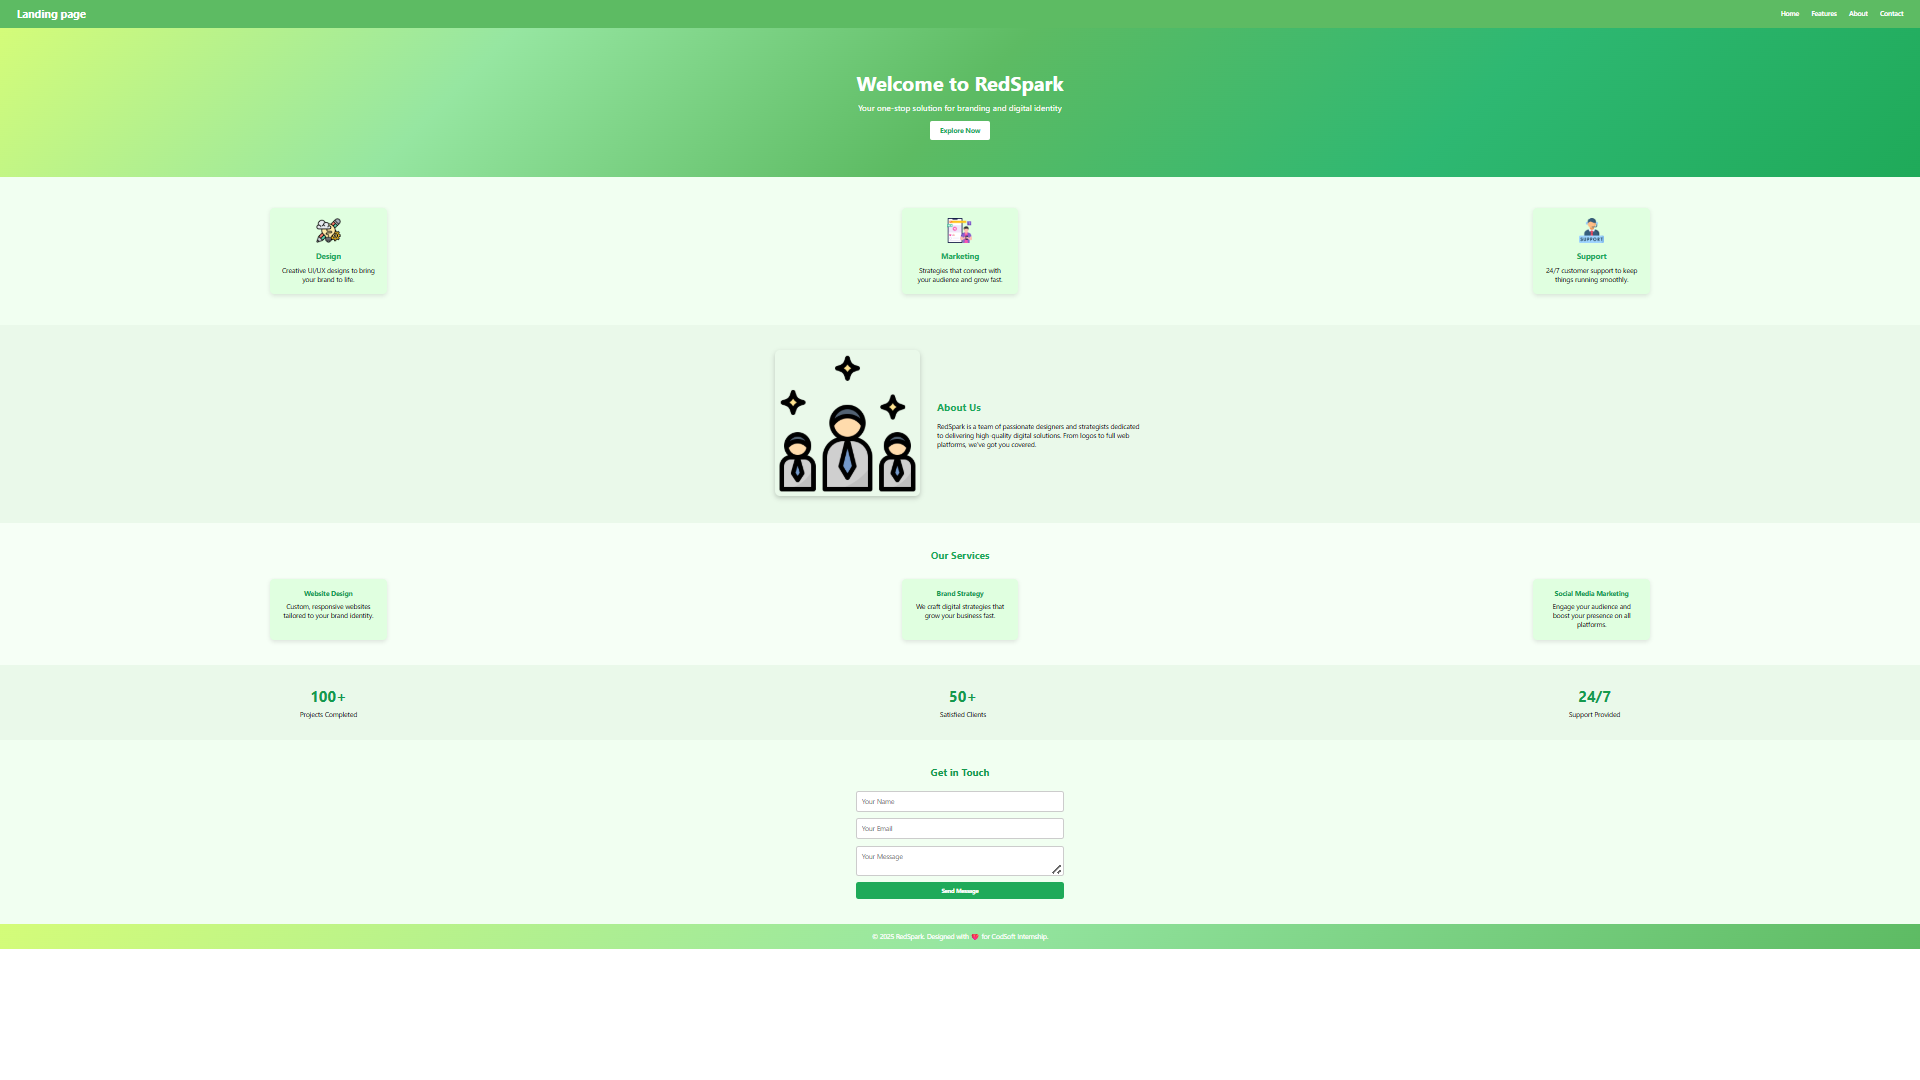 Landing page
Home Features About Contact
Welcome to RedSpark
Your one-stop solution for branding and digital identity
Explore Now
Design
Creative UI/UX designs to bring
your brand to life.
Marketing
Strategies that connect with
your audience and grow fast.
SUPPORT
Support
24/7 customer support to keep
things running smoothly.
About Us
RedSpark is a team of passionate designers and strategists dedicated
to delivering high-quality digital solutions. From logos to full web
platforms, we've got you covered.
Our Services
Website Design
Custom, responsive websites
tailored to your brand identity.
Brand Strategy
We craft digital strategies that
grow your business fast.
Social Media Marketing
Engage your audience and
boost your presence on all
platforms.
100+
Projects Completed
50+
Satisfied Clients
24/7
Support Provided
Get in Touch
Your Name
Your Email
Your Message
Send Message
© 2025 RedSpark. Designed with ❤️ for CodSoft Internship.